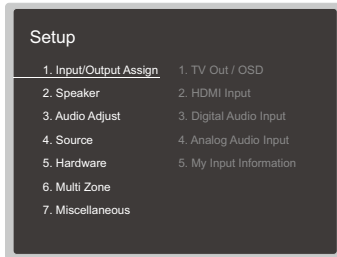 Setup
1. Input/Output Assign
1. TV Out / OSD
2. Speaker
2. HDMI Input
3. Audio Adjust
3. Digital Audio Input
4. Source
4. Analog Audio Input
5. Hardware
5. My Input Information
6. Multi Zone
7. Miscellaneous